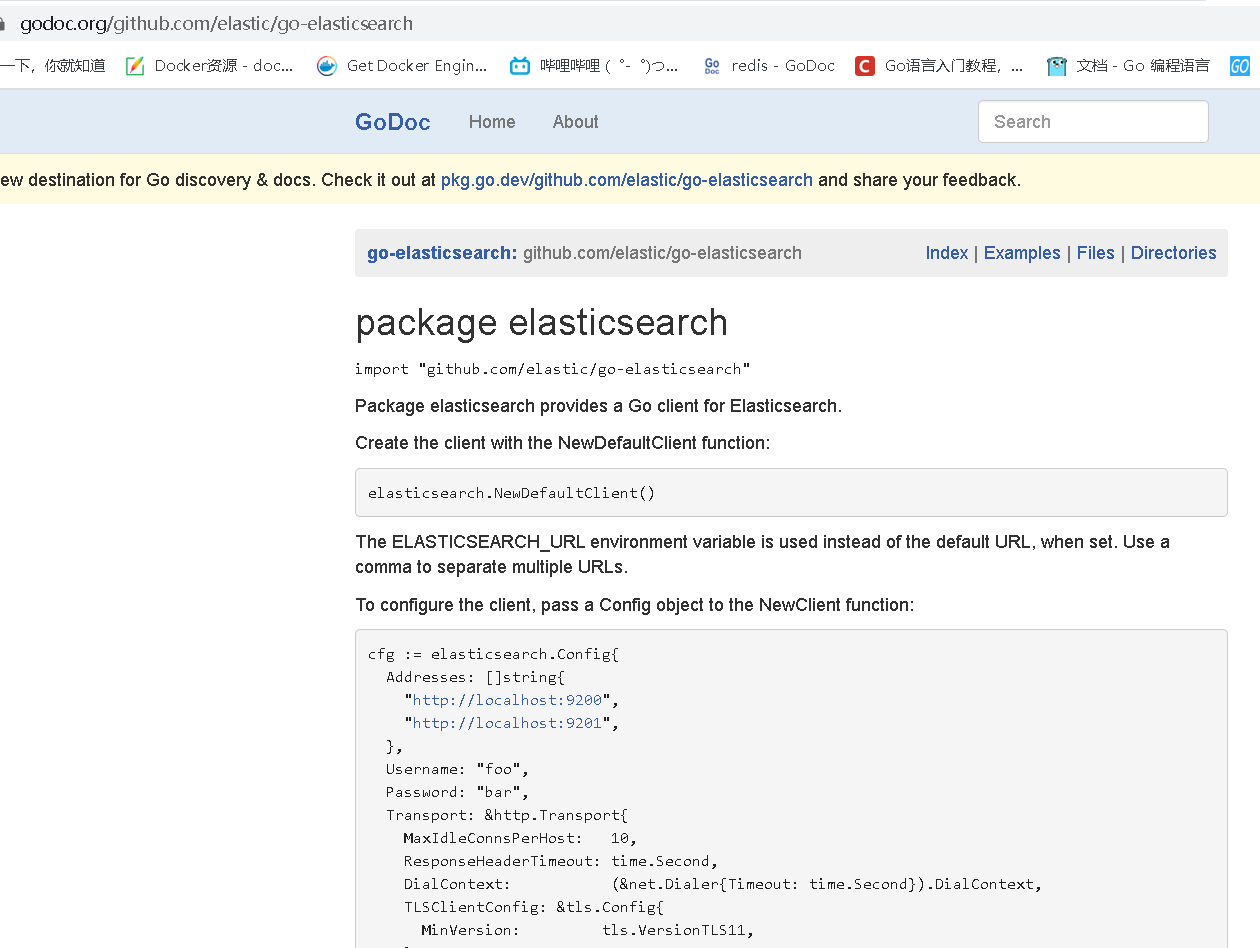 godoc.org/github.com/elastic/go-elasticsearch
一下，你就知道 Docker资源 - doc... Get Docker Engin... 哔哩哔哩 (゜-゜)つ... Go Doc redis - GoDoc C Go语言入门教程，... 文档 - Go 编程语言 GO
GoDoc Home About Search
ew destination for Go discovery & docs. Check it out at pkg.go.dev/github.com/elastic/go-elasticsearch and share your feedback.
go-elasticsearch: github.com/elastic/go-elasticsearch Index | Examples | Files | Directories
package elasticsearch
import "github.com/elastic/go-elasticsearch"
Package elasticsearch provides a Go client for Elasticsearch.
Create the client with the NewDefaultClient function:
elasticsearch.NewDefaultClient()
The ELASTICSEARCH_URL environment variable is used instead of the default URL, when set. Use a
comma to separate multiple URLs.
To configure the client, pass a Config object to the NewClient function:
cfg := elasticsearch.Config{
  Addresses: []string{
    "http://localhost:9200",
    "http://localhost:9201",
  },
  Username: "foo",
  Password: "bar",
  Transport: &http.Transport{
    MaxIdleConnsPerHost:   10,
    ResponseHeaderTimeout: time.Second,
    DialContext:           (&net.Dialer{Timeout: time.Second}).DialContext,
    TLSClientConfig: &tls.Config{
      MinVersion:         tls.VersionTLS11,